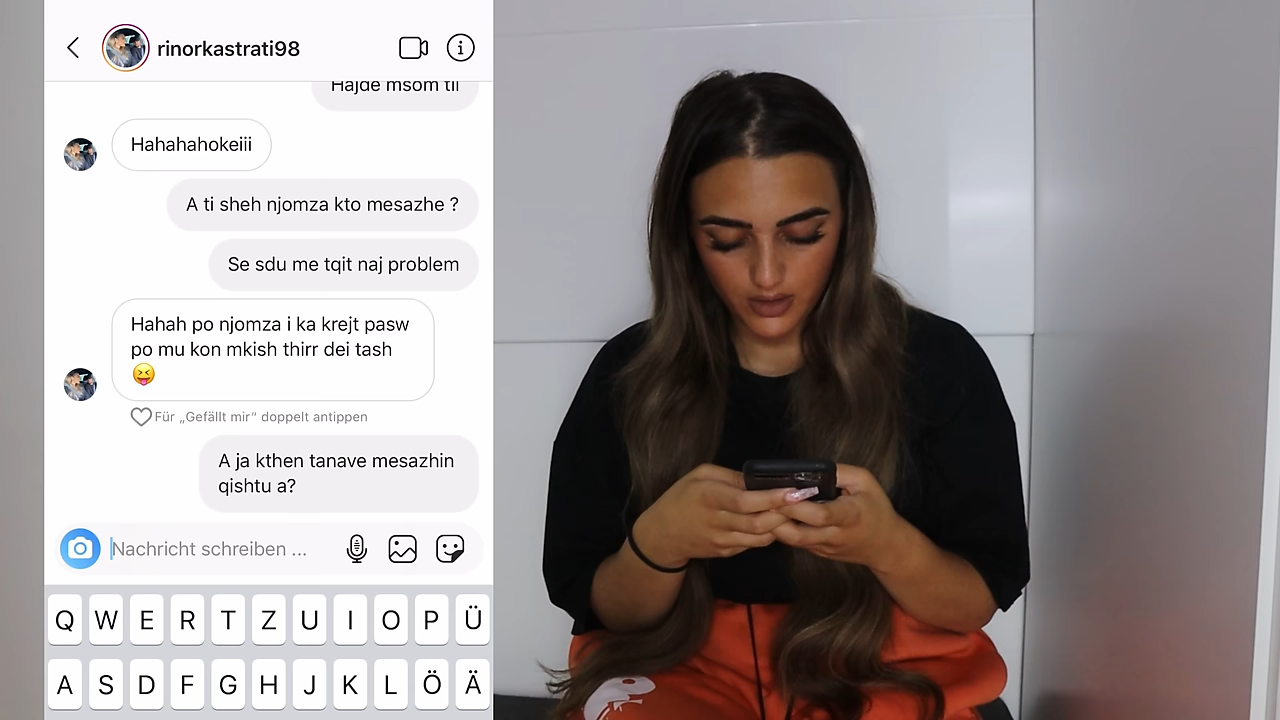 rinorkastrati98
Hajde msom tii
Hahahahokeiii
A ti sheh njomza kto mesazhe ?
Se sdu me tqit naj problem
Hahah po njomza i ka krejt pasw
po mu kon mkish thirr dei tash
😝
Für „Gefällt mir“ doppelt antippen
A ja kthen tanave mesazhin
qishtu a?
Nachricht schreiben ...
Q W E R T Z U I O P Ü
A S D F G H J K L Ö Ä